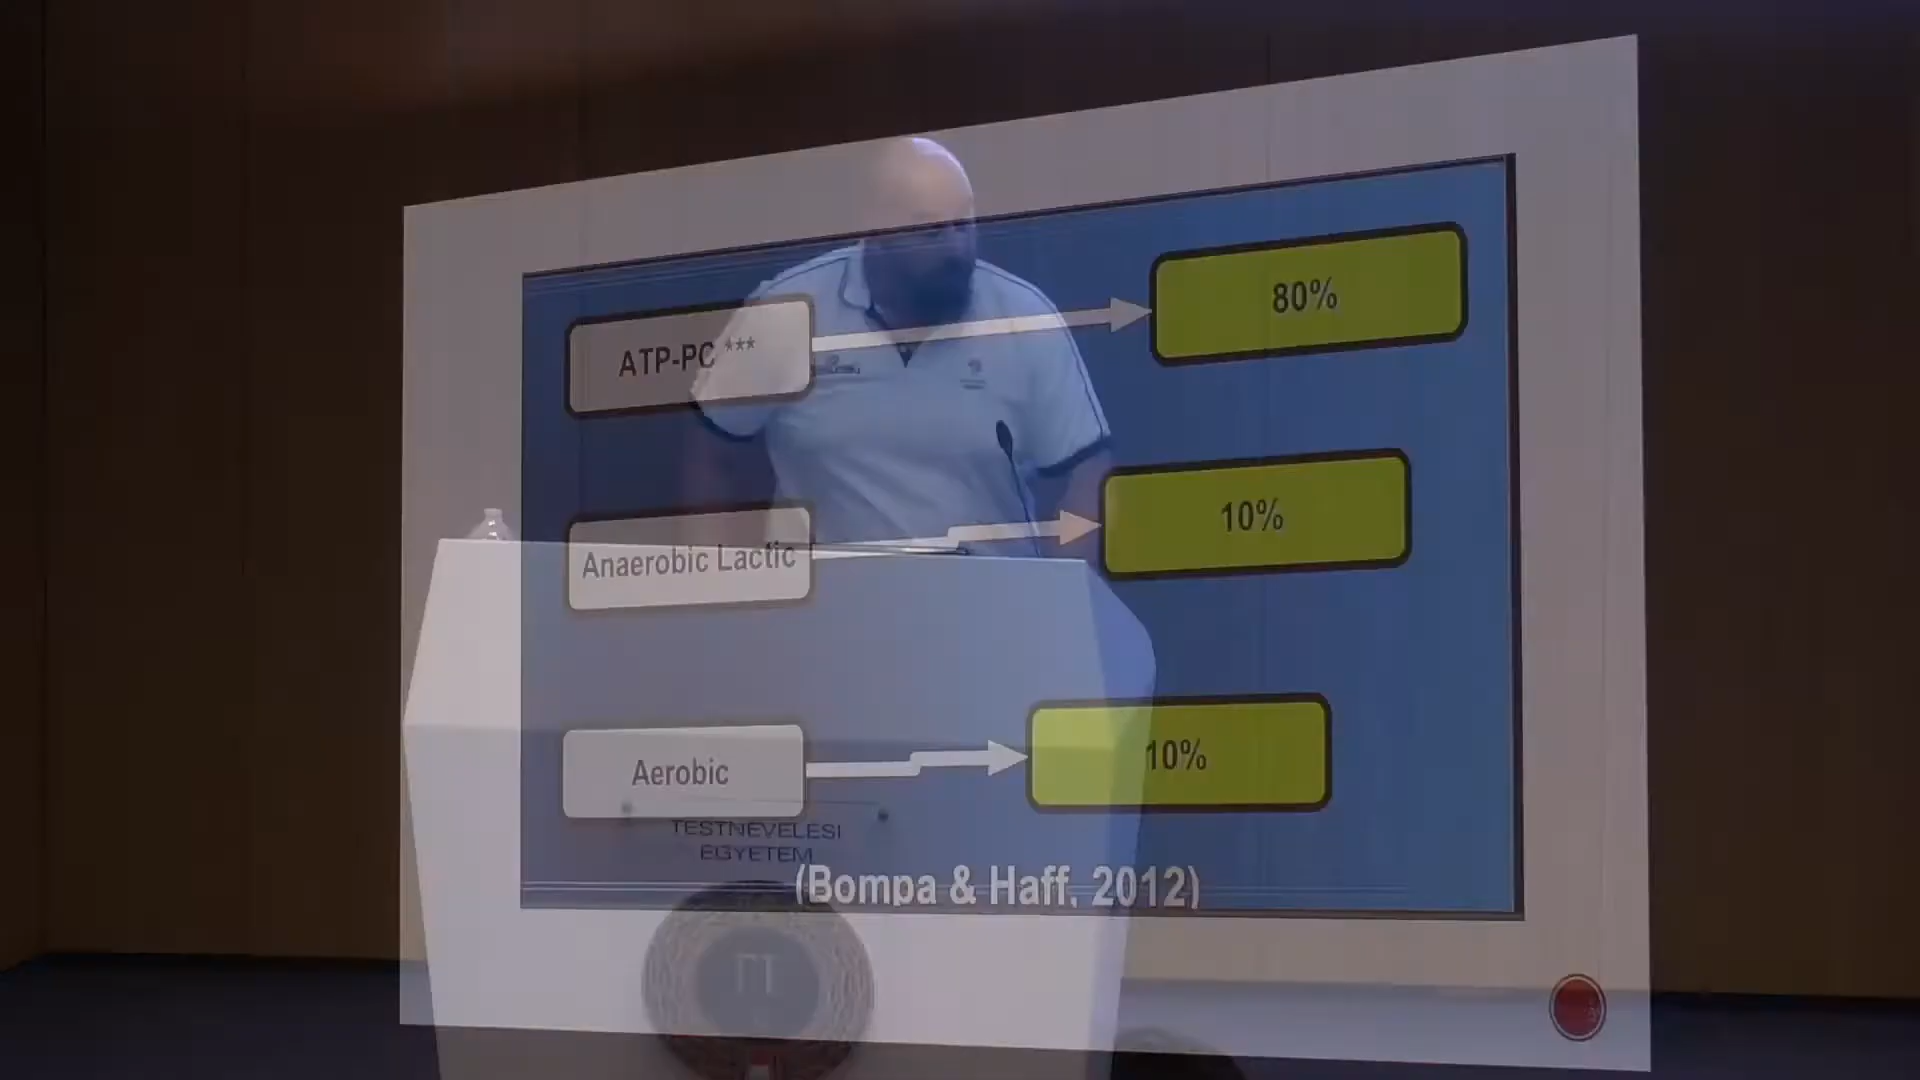 ATP-PC ***
80%
Anaerobic Lactic
10%
Aerobic
10%
TESTNEVELESI
EGYETEM
(Bompa & Haff, 2012)